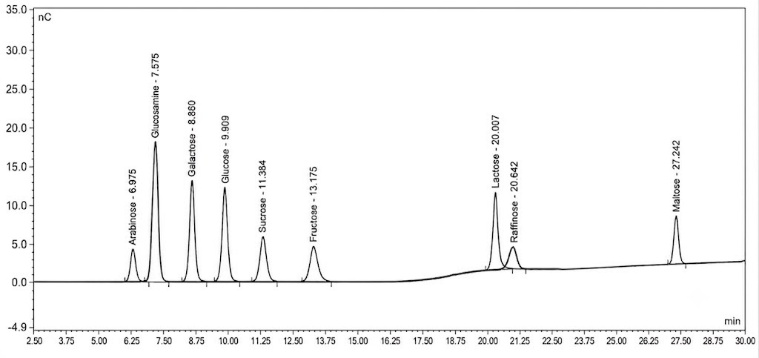 35.0
nC
30.0
25.0
20.0
15.0
10.0
5.0
0.0
-4.9
Arabinose - 6.975
Glucosamine - 7.575
Galactose - 8.860
Glucose - 9.909
Sucrose - 11.384
Fructose - 13.175
Lactose - 20.007
Raffinose - 20.642
Maltose - 27.242
min
2.50 3.75 5.00 6.25 7.50 8.75 10.00 11.25 12.50 13.75 15.00 16.25 17.50 18.75 20.00 21.25 22.50 23.75 25.00 26.25 27.50 28.75 30.00